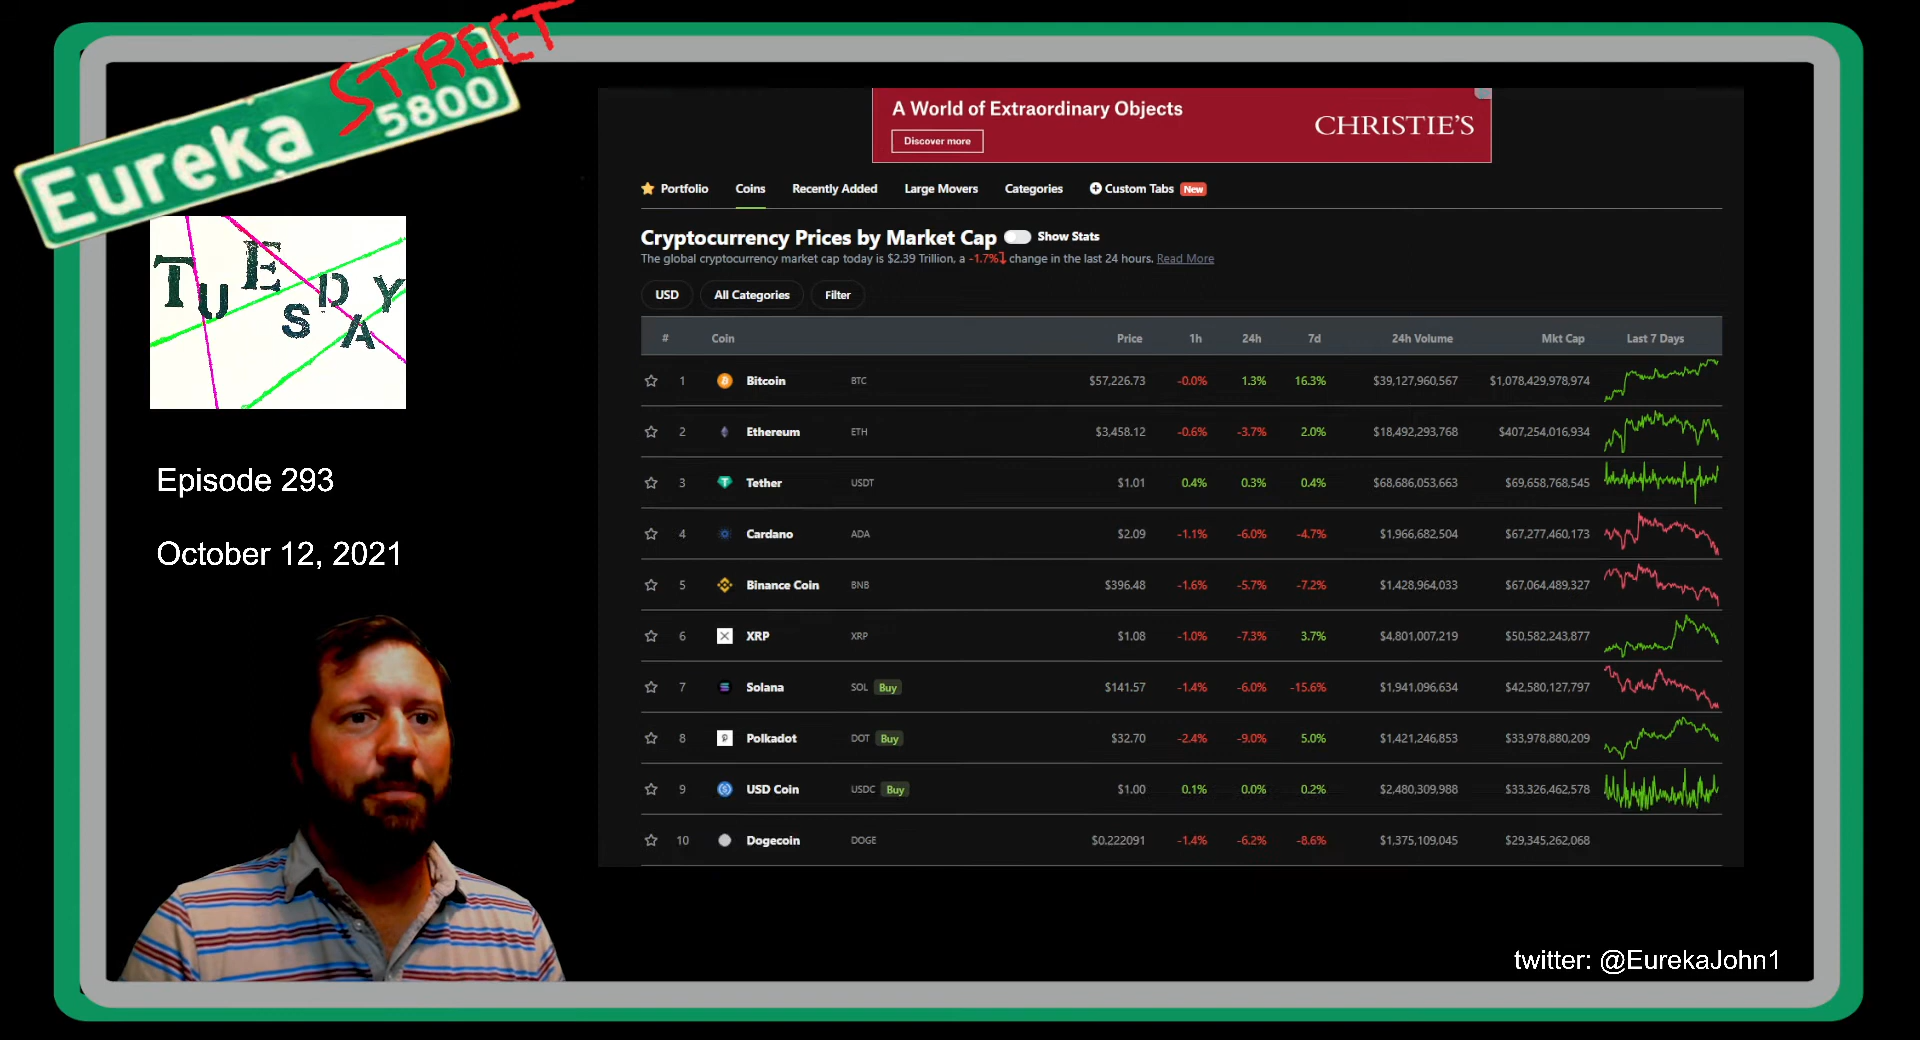 Eureka STREET 5800
TUESDAY
Episode 293
October 12, 2021
A World of Extraordinary Objects
Discover more
CHRISTIE'S
Portfolio Coins Recently Added Large Movers Categories Custom Tabs New
Cryptocurrency Prices by Market Cap Show Stats
The global cryptocurrency market cap today is $2.39 Trillion, a -1.7% change in the last 24 hours. Read More
USD All Categories Filter
# Coin Price 1h 24h 7d 24h Volume Mkt Cap Last 7 Days
1 Bitcoin BTC $57,226.73 -0.0% 1.3% 16.3% $39,127,960,567 $1,078,429,978,974
2 Ethereum ETH $3,458.12 -0.6% -3.7% 2.0% $18,492,293,768 $407,254,016,934
3 Tether USDT $1.01 0.4% 0.3% 0.4% $68,686,053,663 $69,658,768,545
4 Cardano ADA $2.09 -1.1% -6.0% -4.7% $1,966,682,504 $67,277,460,173
5 Binance Coin BNB $396.48 -1.6% -5.7% -7.2% $1,428,964,033 $67,064,489,327
6 XRP XRP $1.08 -1.0% -7.3% 3.7% $4,801,007,219 $50,582,243,877
7 Solana SOL Buy $141.57 -1.4% -6.0% -15.6% $1,941,096,634 $42,580,127,797
8 Polkadot DOT Buy $32.70 -2.4% -9.0% 5.0% $1,421,246,853 $33,978,880,209
9 USD Coin USDC Buy $1.00 0.1% 0.0% 0.2% $2,480,309,988 $33,326,462,578
10 Dogecoin DOGE $0.222091 -1.4% -6.2% -8.6% $1,375,109,045 $29,345,262,068
twitter: @EurekaJohn1